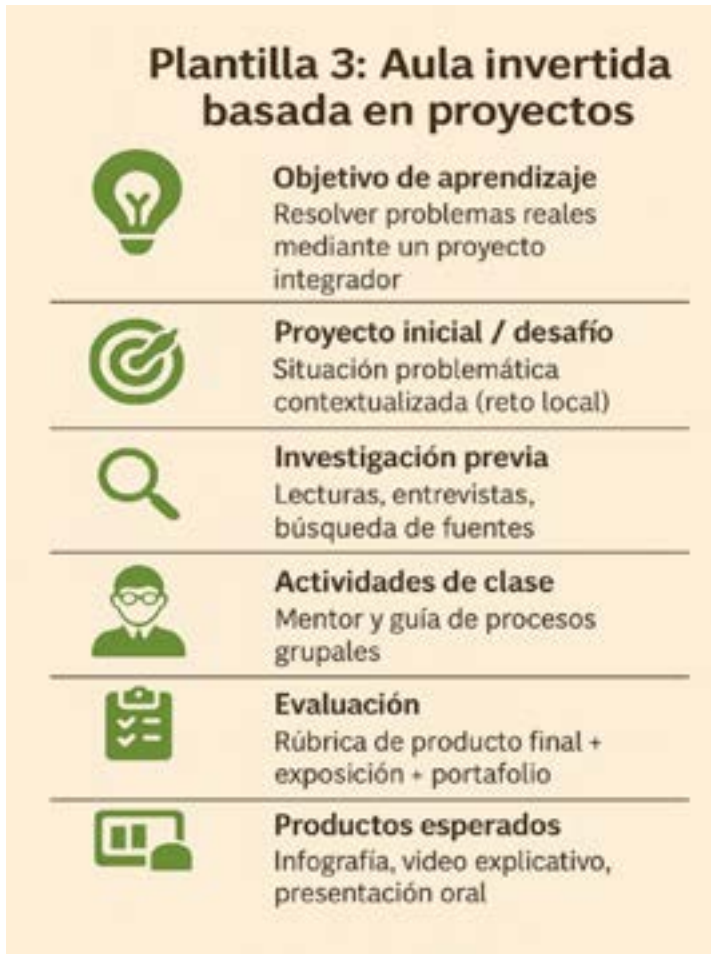 Plantilla 3: Aula invertida
basada en proyectos
Objetivo de aprendizaje
Resolver problemas reales
mediante un proyecto
integrador
Proyecto inicial / desafío
Situación problemática
contextualizada (reto local)
Investigación previa
Lecturas, entrevistas,
búsqueda de fuentes
Actividades de clase
Mentor y guía de procesos
grupales
Evaluación
Rúbrica de producto final +
exposición + portafolio
Productos esperados
Infografía, video explicativo,
presentación oral